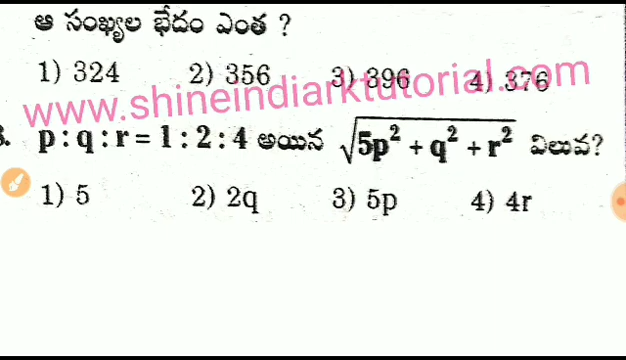 ఆ సంఖ్యల భేదం ఎంత ?
1) 324 2) 356 3) 396 4) 376
www.shineindiarktutorial.com
3. p : q : r = 1 : 2 : 4 అయిన √5p² + q² + r² విలువ?
1) 5 2) 2q 3) 5p 4) 4r